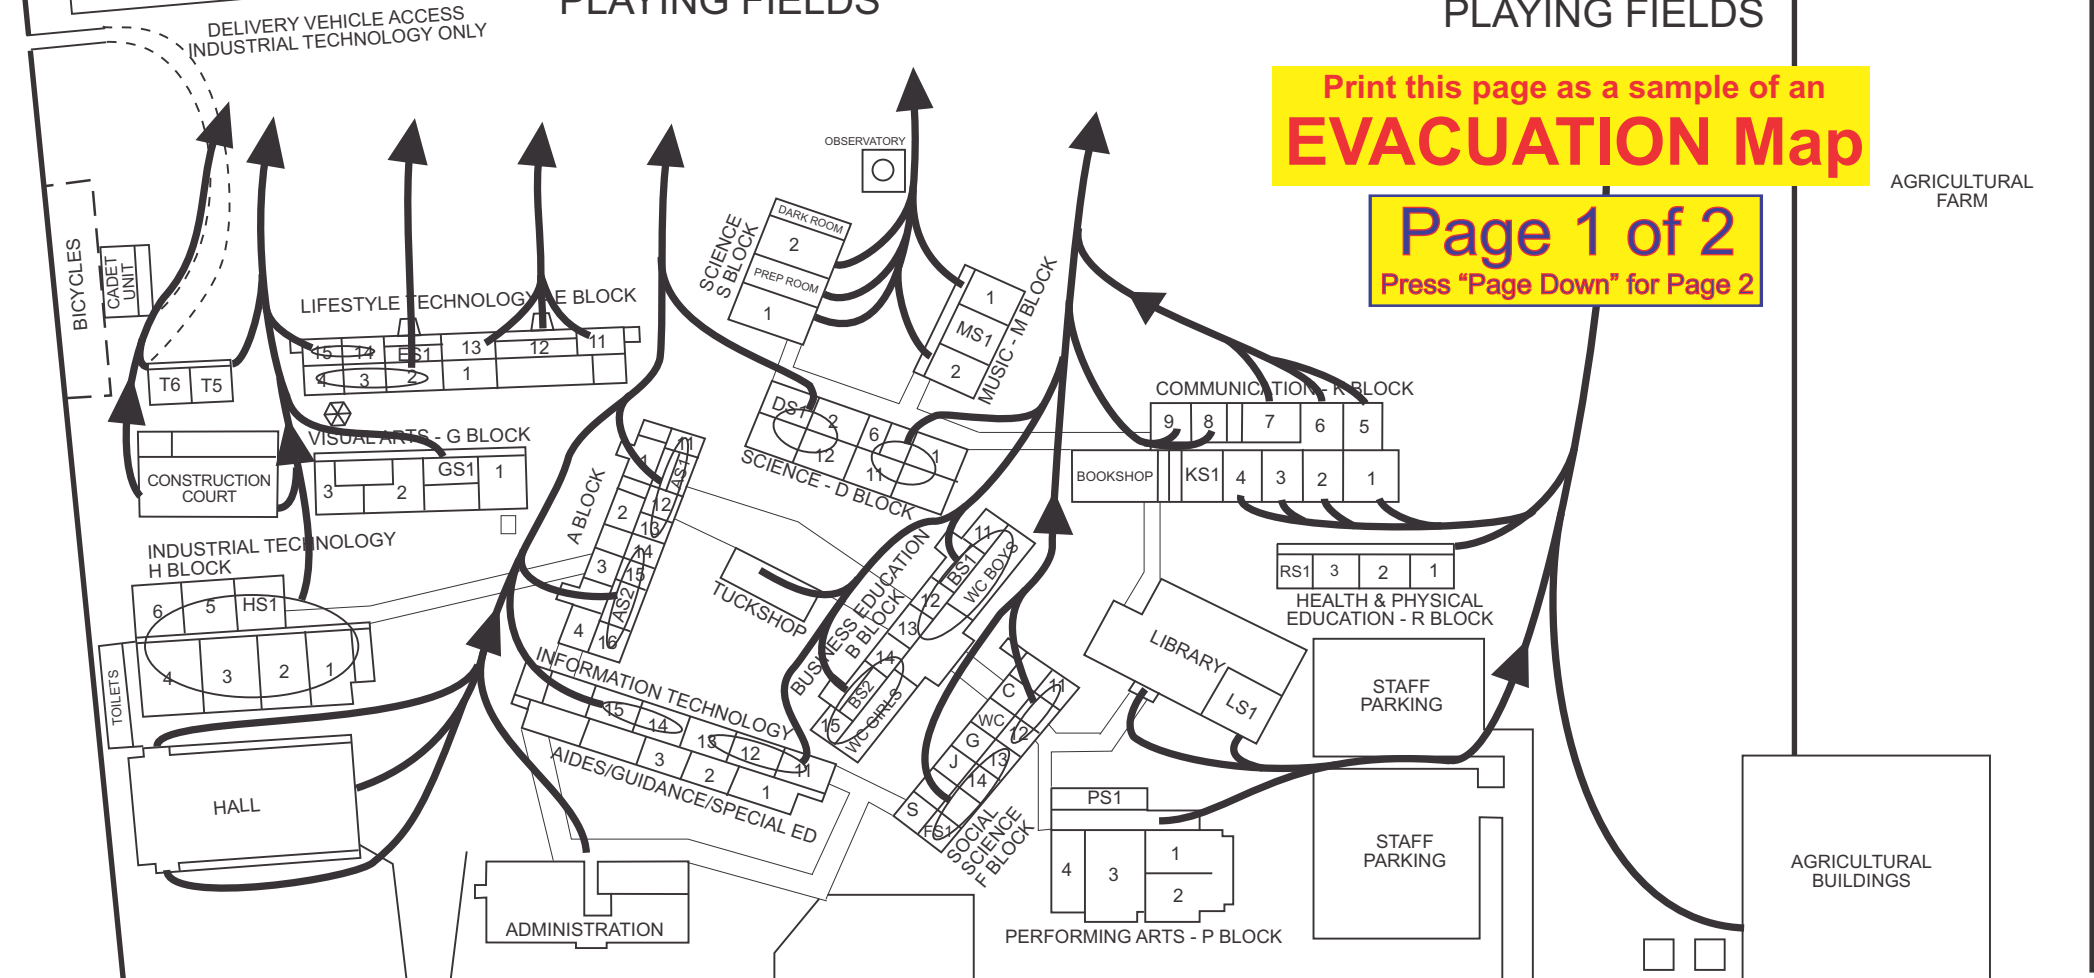 PLAYING FIELDS
PLAYING FIELDS
DELIVERY VEHICLE ACCESS
INDUSTRIAL TECHNOLOGY ONLY
Print this page as a sample of an
EVACUATION Map
Page 1 of 2
Press “Page Down” for Page 2
AGRICULTURAL
FARM
OBSERVATORY
BICYCLES
CADET
UNIT
T6
T5
LIFESTYLE TECHNOLOGY - E BLOCK
15
14
ES1
13
12
11
4
3
2
1
SCIENCE
S BLOCK
DARK ROOM
2
PREP ROOM
1
MUSIC - M BLOCK
1
MS1
2
VISUAL ARTS - G BLOCK
3
2
GS1
1
CONSTRUCTION
COURT
COMMUNICATION - K BLOCK
9
8
7
6
5
BOOKSHOP
KS1
4
3
2
1
SCIENCE - D BLOCK
DS1
2
6
1
12
11
A BLOCK
1
11
AS1
2
12
13
3
14
15
AS2
4
16
INDUSTRIAL TECHNOLOGY
H BLOCK
6
5
HS1
4
3
2
1
TOILETS
TUCKSHOP
BUSINESS EDUCATION
B BLOCK
11
BS1
WC BOYS
12
13
14
BS2
15
WC GIRLS
RS1
3
2
1
HEALTH & PHYSICAL
EDUCATION - R BLOCK
LIBRARY
LS1
STAFF
PARKING
INFORMATION TECHNOLOGY
15
14
13
12
11
3
2
1
AIDES/GUIDANCE/SPECIAL ED
C
11
WC
12
G
13
J
14
S
FS1
SOCIAL
SCIENCE
F BLOCK
HALL
PS1
4
3
1
2
PERFORMING ARTS - P BLOCK
STAFF
PARKING
AGRICULTURAL
BUILDINGS
ADMINISTRATION